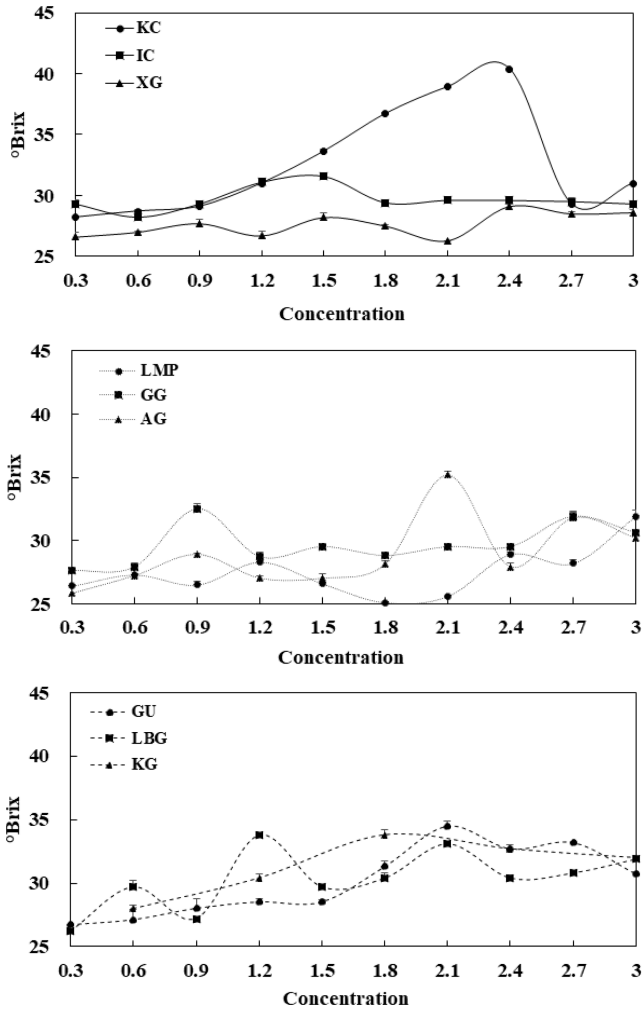 45
KC
IC
XG
40
35
30
25
°Brix
0.3 0.6 0.9 1.2 1.5 1.8 2.1 2.4 2.7 3
Concentration
45
LMP
GG
AG
40
35
30
25
°Brix
0.3 0.6 0.9 1.2 1.5 1.8 2.1 2.4 2.7 3
Concentration
45
GU
LBG
KG
40
35
30
25
°Brix
0.3 0.6 0.9 1.2 1.5 1.8 2.1 2.4 2.7 3
Concentration